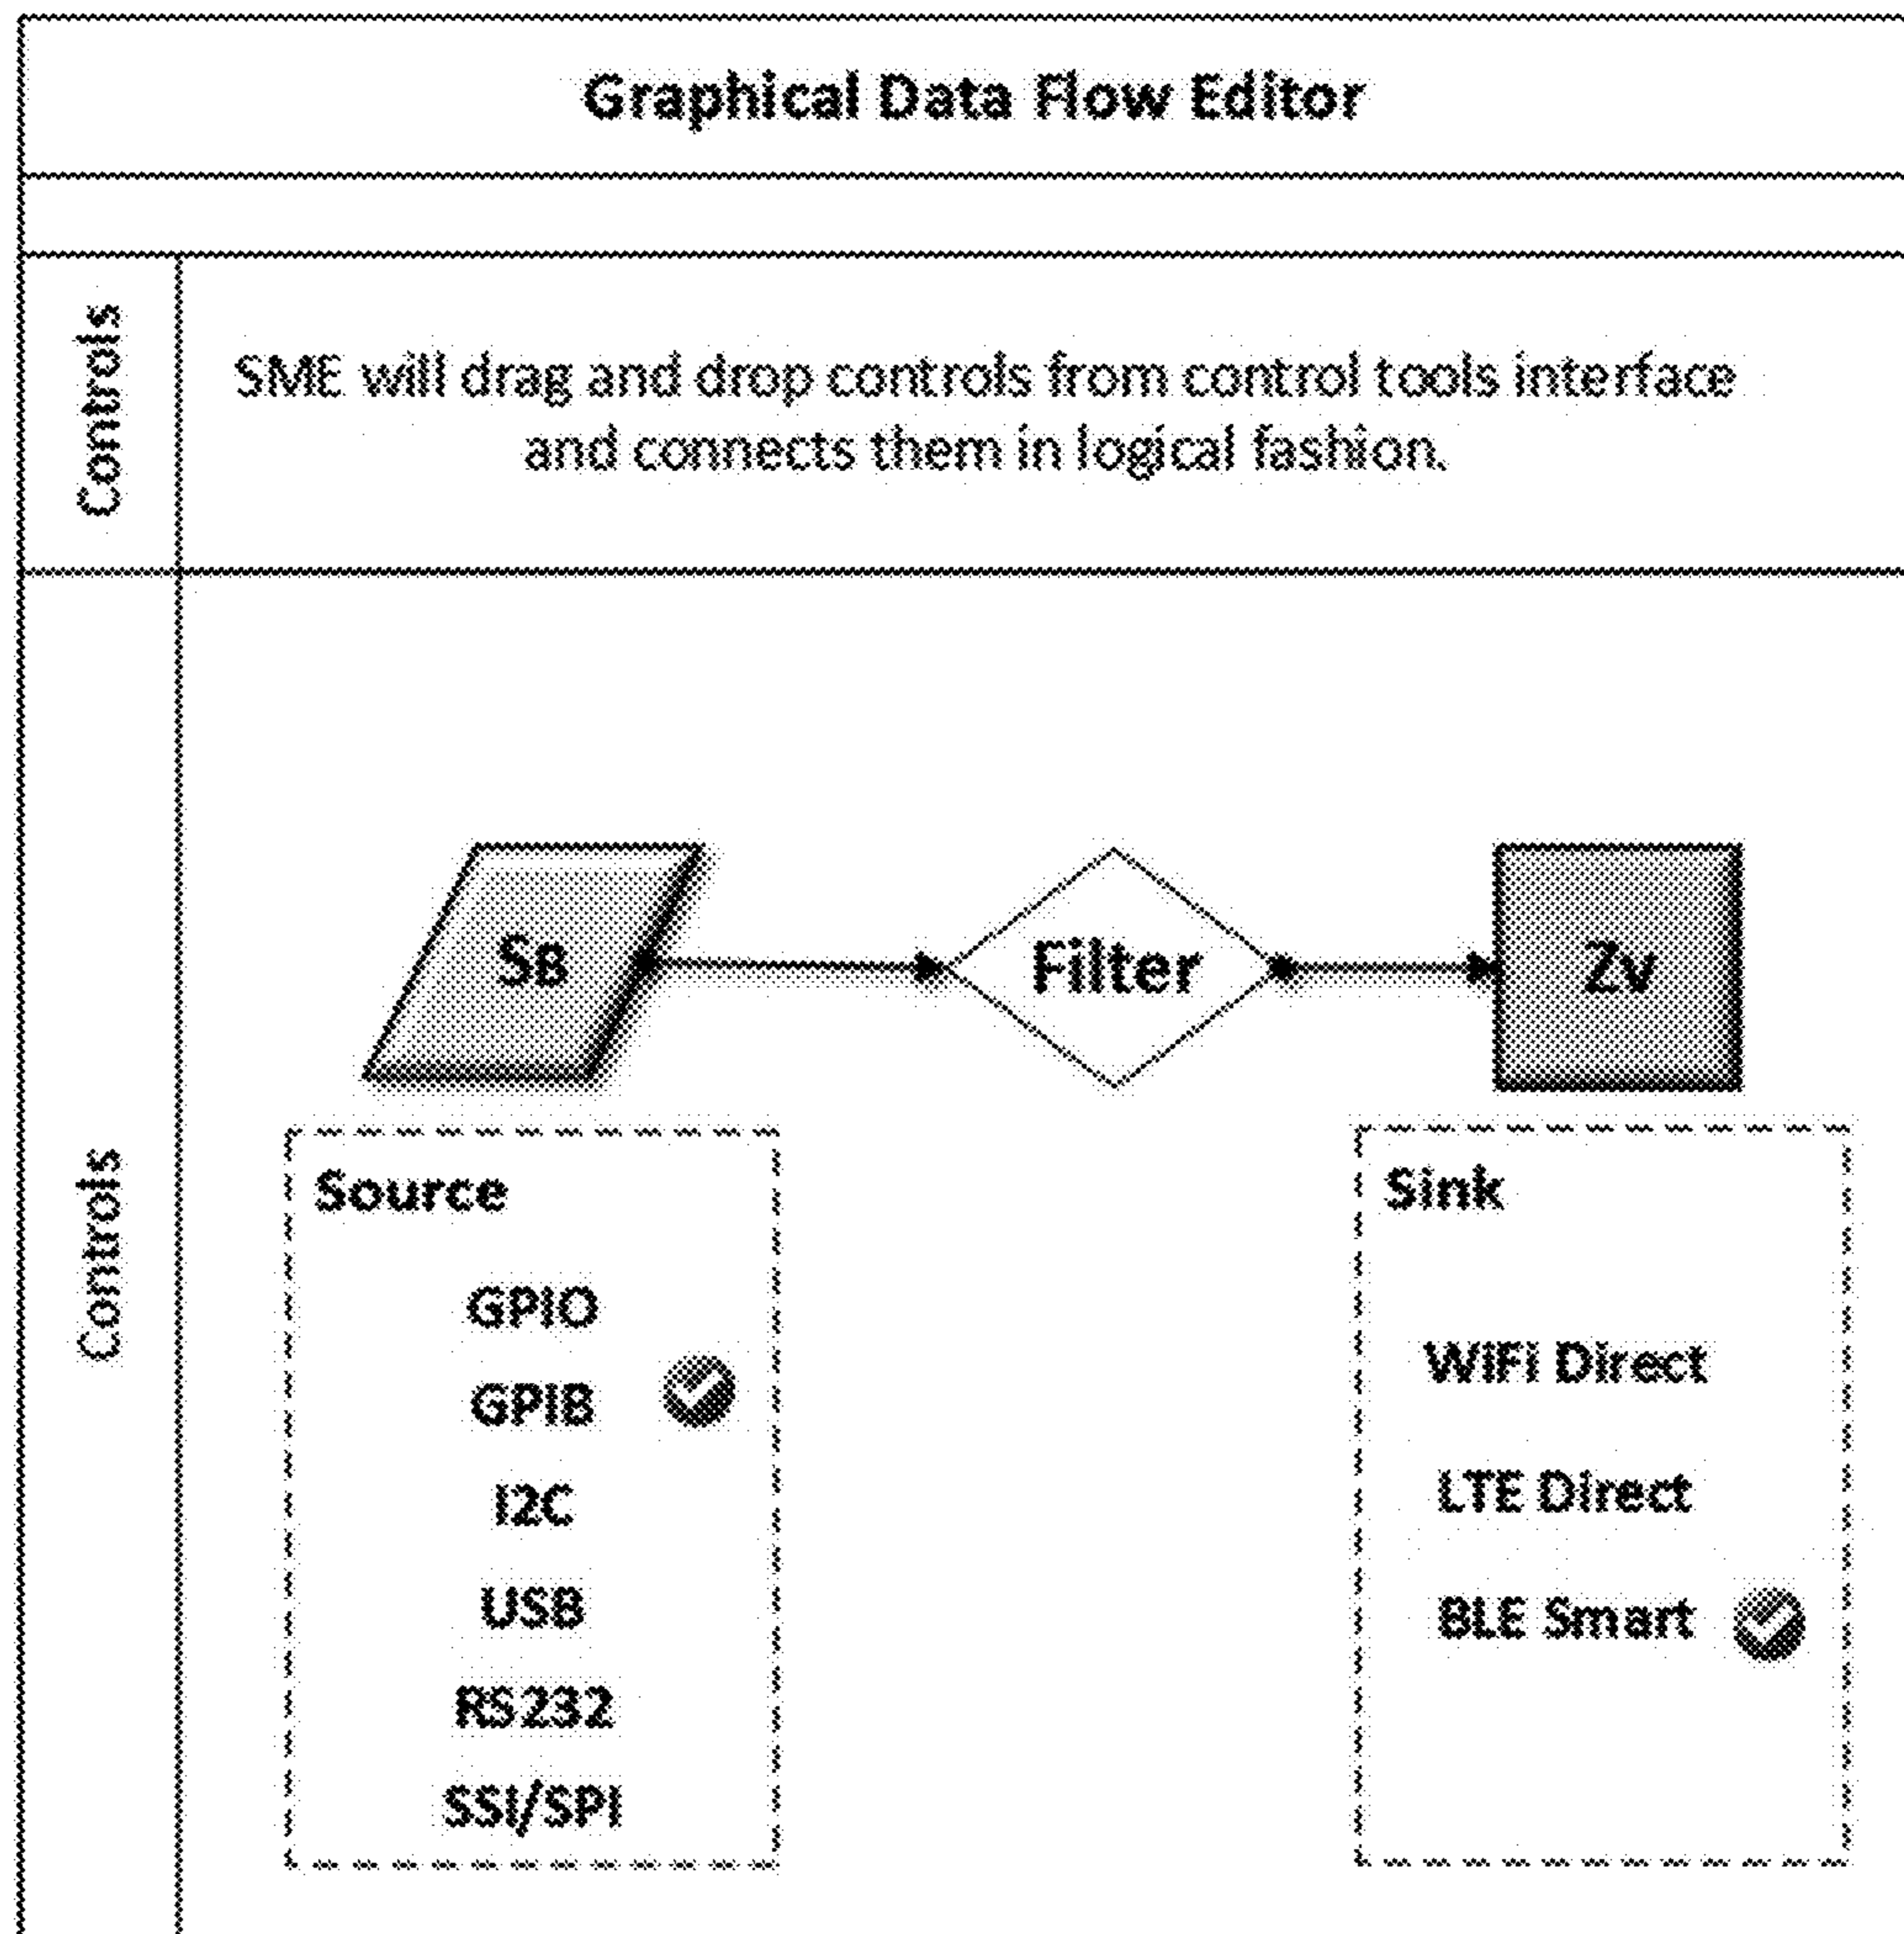 Graphical Data Flow Editor
Controls
SME will drag and drop controls from control tools interface
and connects them in logical fashion.
Controls
SB
Filter
Zv
Source
GPIO
GPIB
I2C
USB
RS232
SSI/SPI
Sink
WiFi Direct
LTE Direct
BLE Smart